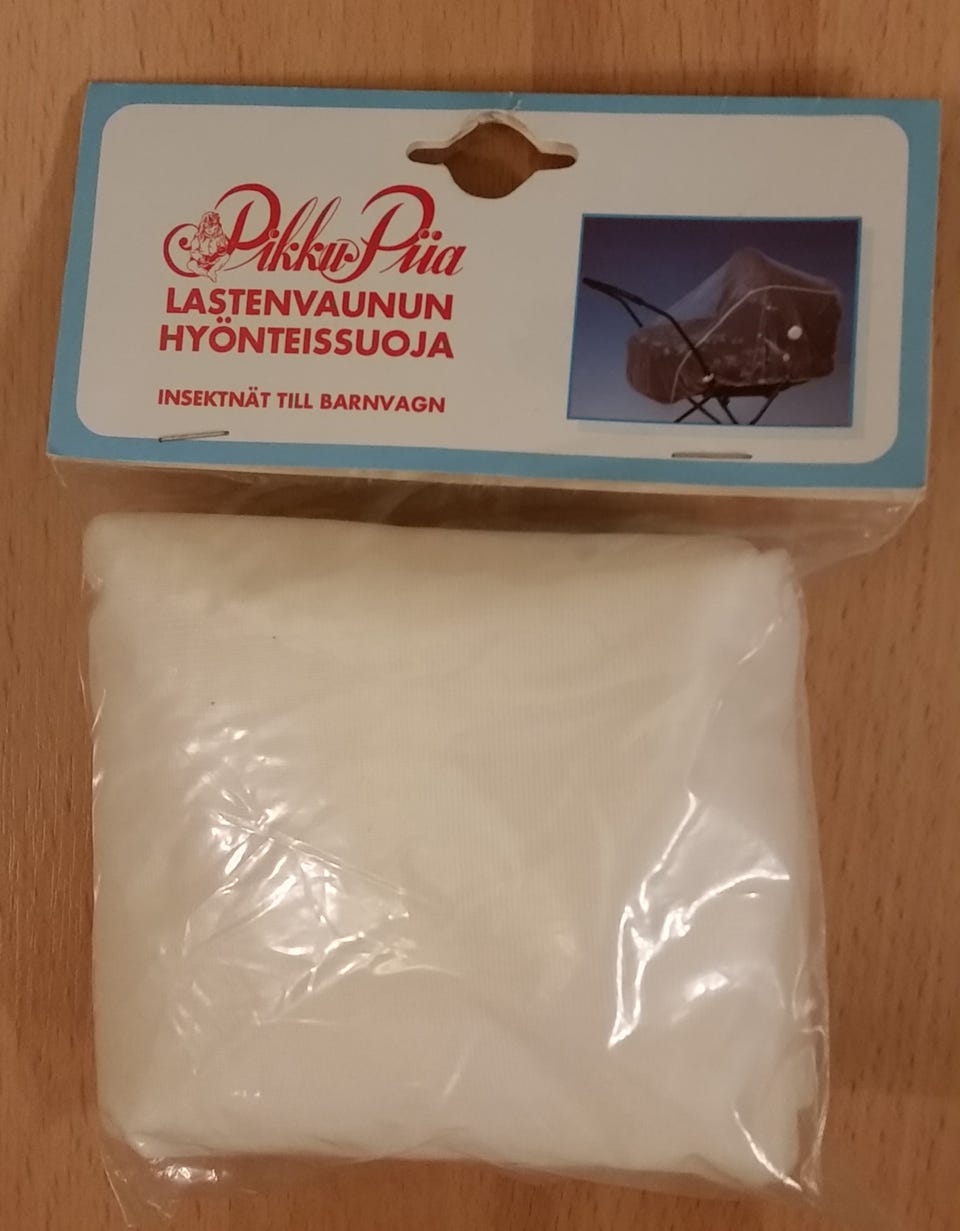 Pikku Piia
LASTENVAUNUN
HYÖNTEISSUOJA
INSEKTNÄT TILL BARNVAGN